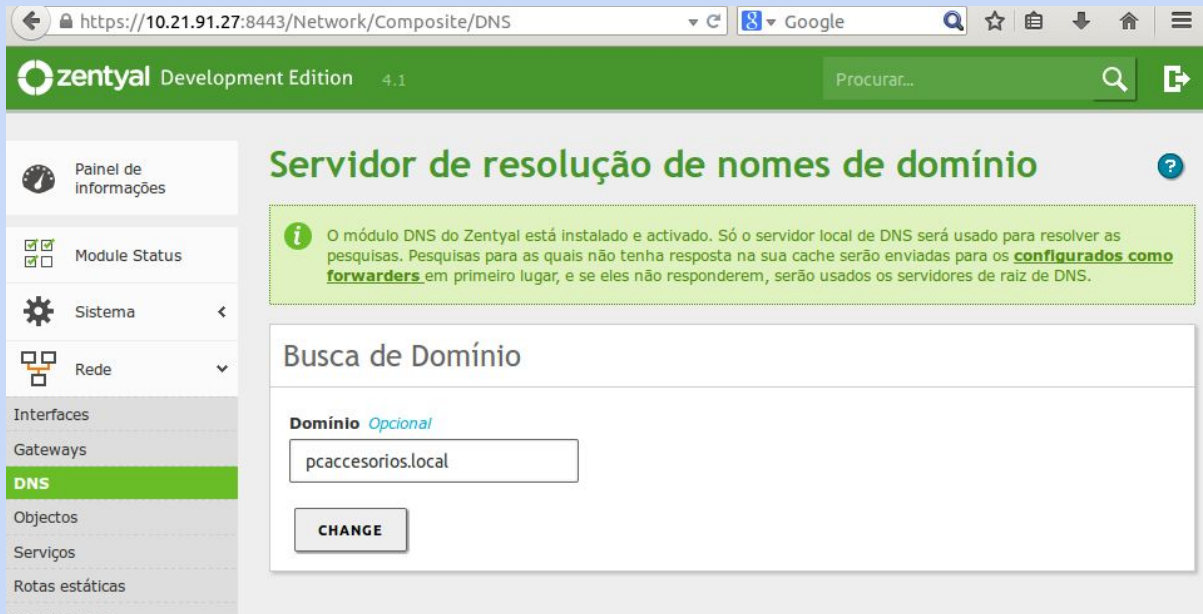 https://10.21.91.27:8443/Network/Composite/DNS
8 Google
zentyal Development Edition 4.1
Procurar...
Painel de
informações
Module Status
Sistema
Rede
Interfaces
Gateways
DNS
Objectos
Serviços
Rotas estáticas
Servidor de resolução de nomes de domínio
?
i
O módulo DNS do Zentyal está instalado e activado. Só o servidor local de DNS será usado para resolver as
pesquisas. Pesquisas para as quais não tenha resposta na sua cache serão enviadas para os configurados como
forwarders em primeiro lugar, e se eles não responderem, serão usados os servidores de raiz de DNS.
Busca de Domínio
Domínio Opcional
pcaccesorios.local
CHANGE